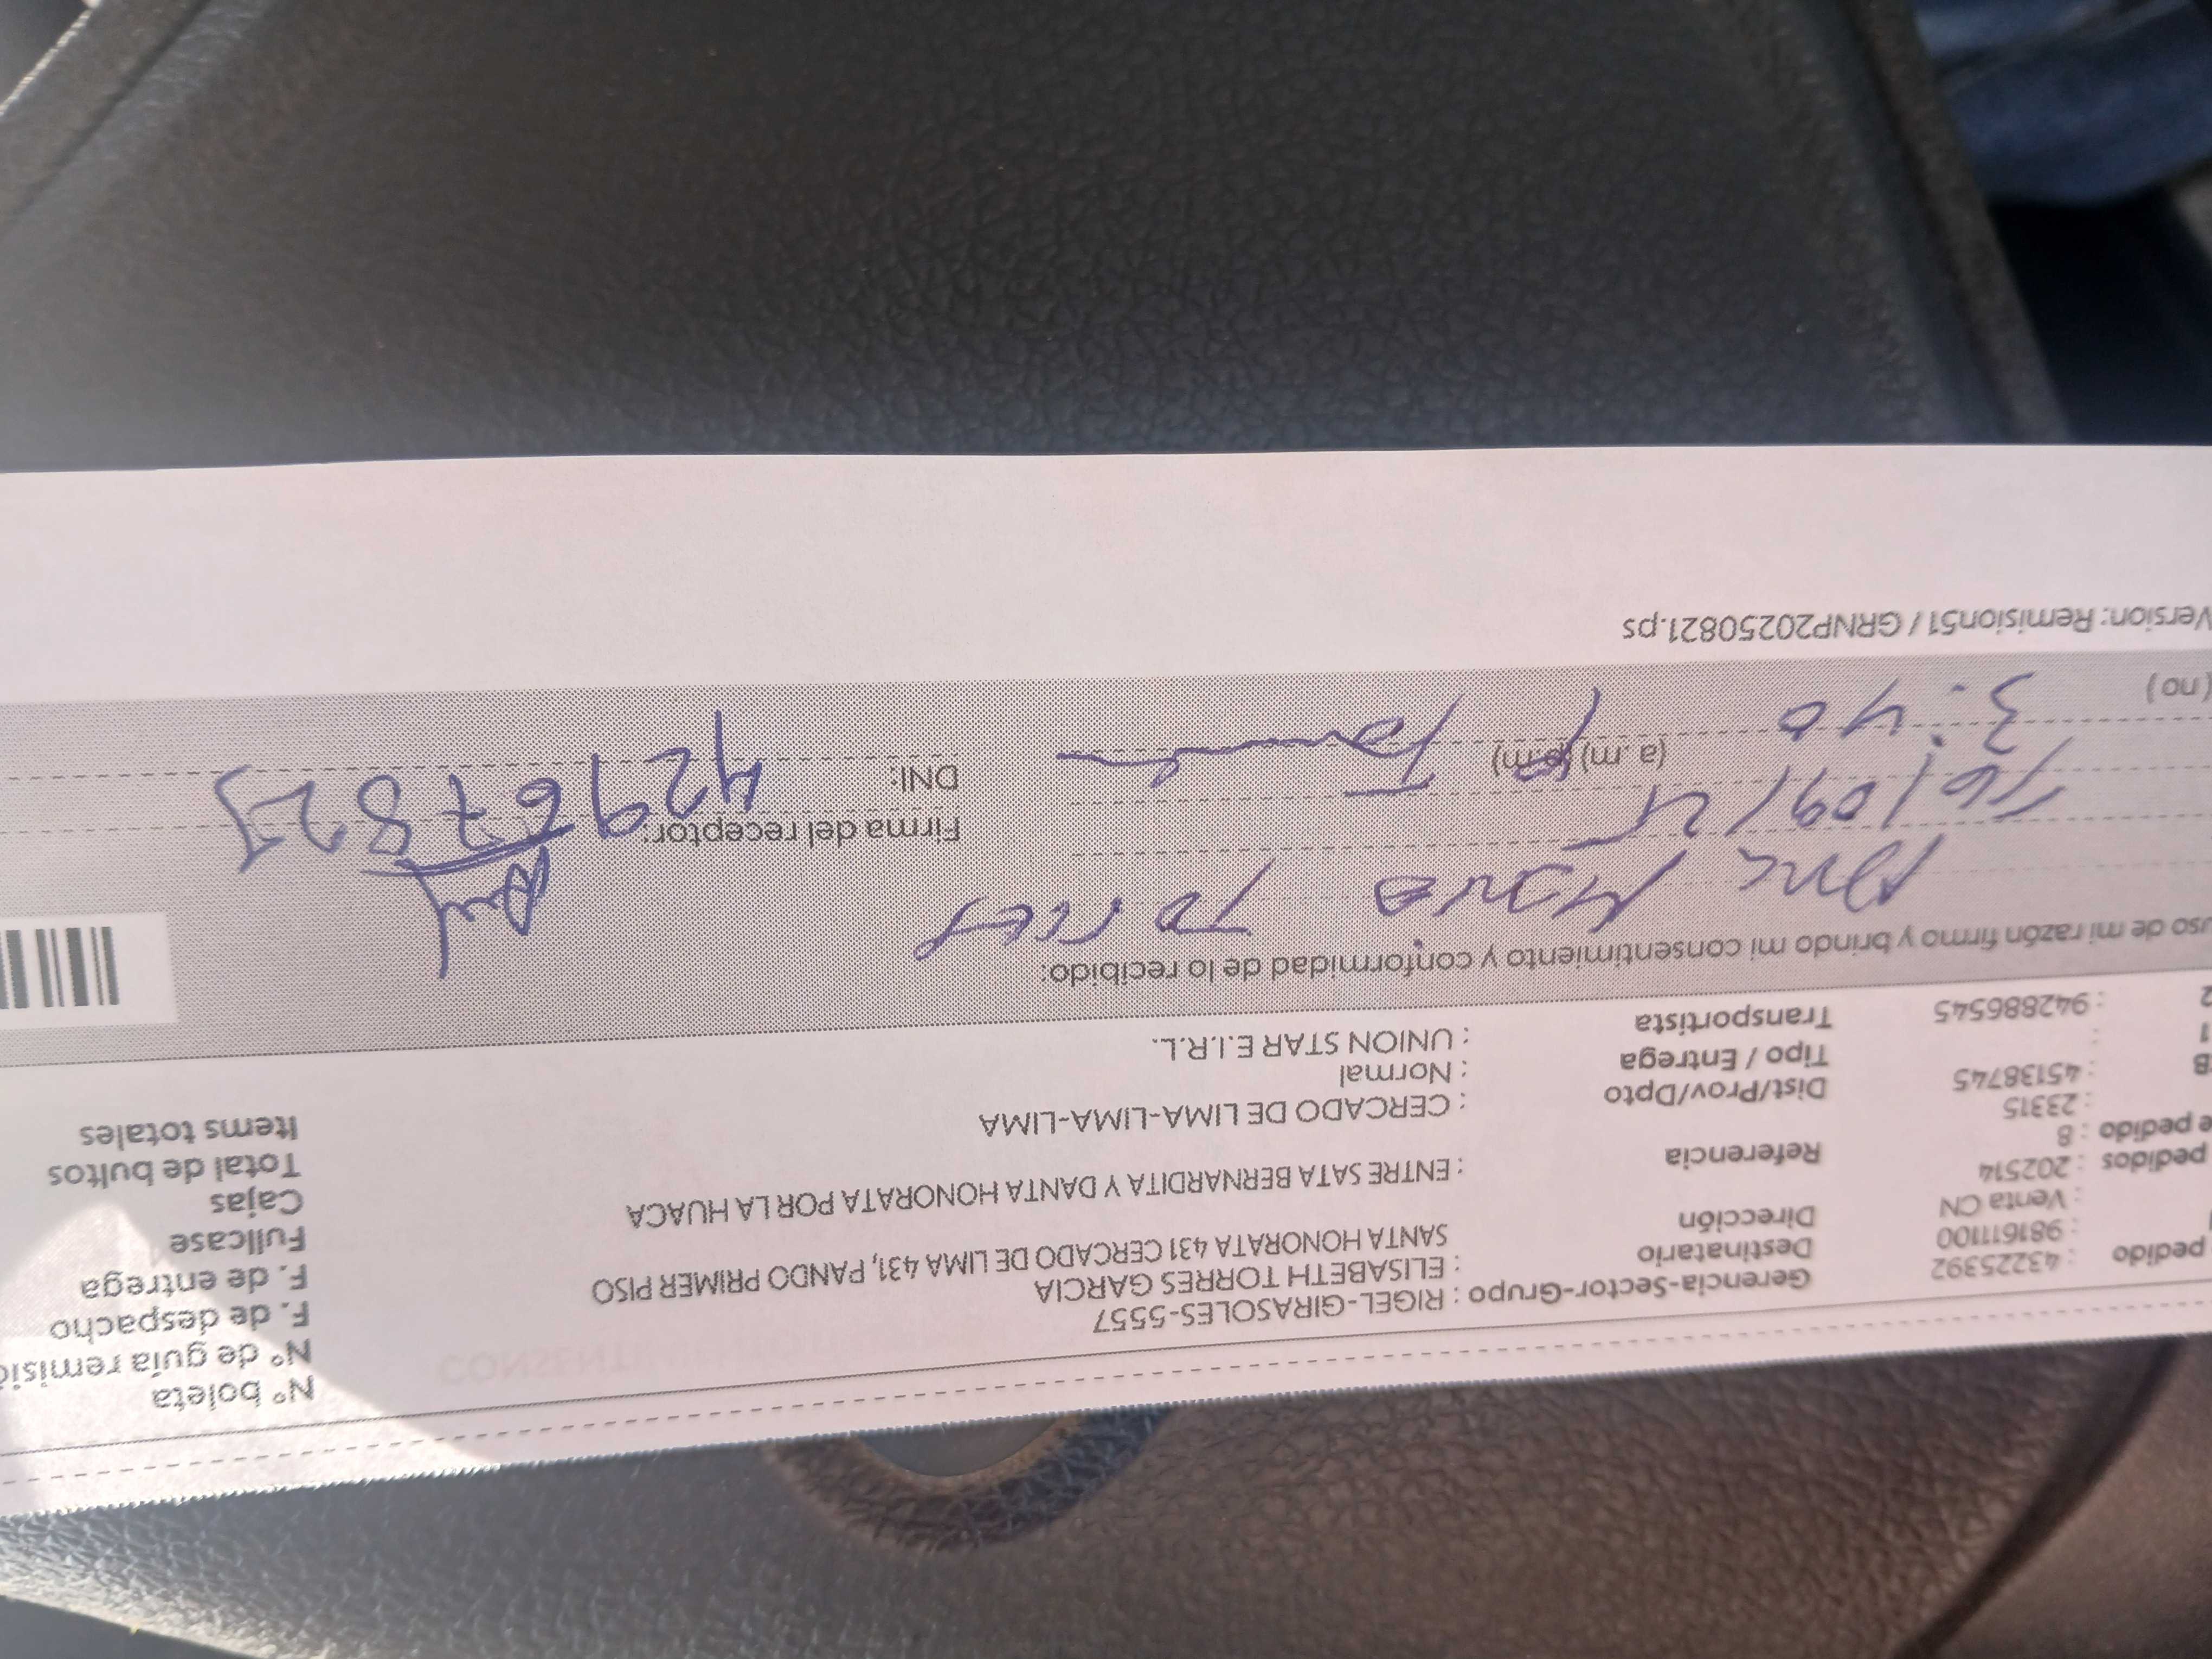 Nº boleta
Nº de guía remisió
pedido : 43225392 Gerencia-Sector-Grupo : RIGEL-GIRASOLES-5557 F. de despacho
: 981611100 Destinatario : ELISABETH TORRES GARCIA F. de entrega
: Venta CN Dirección SANTA HONORATA 431 CERCADO DE LIMA 431, PANDO PRIMER PISO Fullcase
pedidos : 202514 Cajas
e pedido : 8 Referencia : ENTRE SATA BERNARDITA Y DANTA HONORATA POR LA HUACA Total de bultos
: 23315 Items totales
: 45138745 Dist/Prov/Dpto : CERCADO DE LIMA-LIMA-LIMA
1 : Tipo / Entrega : Normal
2 : 942886545 Transportista : UNION STAR E.I.R.L.
uso de mi razón firmo y brindo mi consentimiento y conformidad de lo recibido:
Torres
Firma del receptor:
16/09/
DNI: 42967823
3:40 (a.m) (p.m)
(no)
Version: Remision51 / GRNP20250821.ps